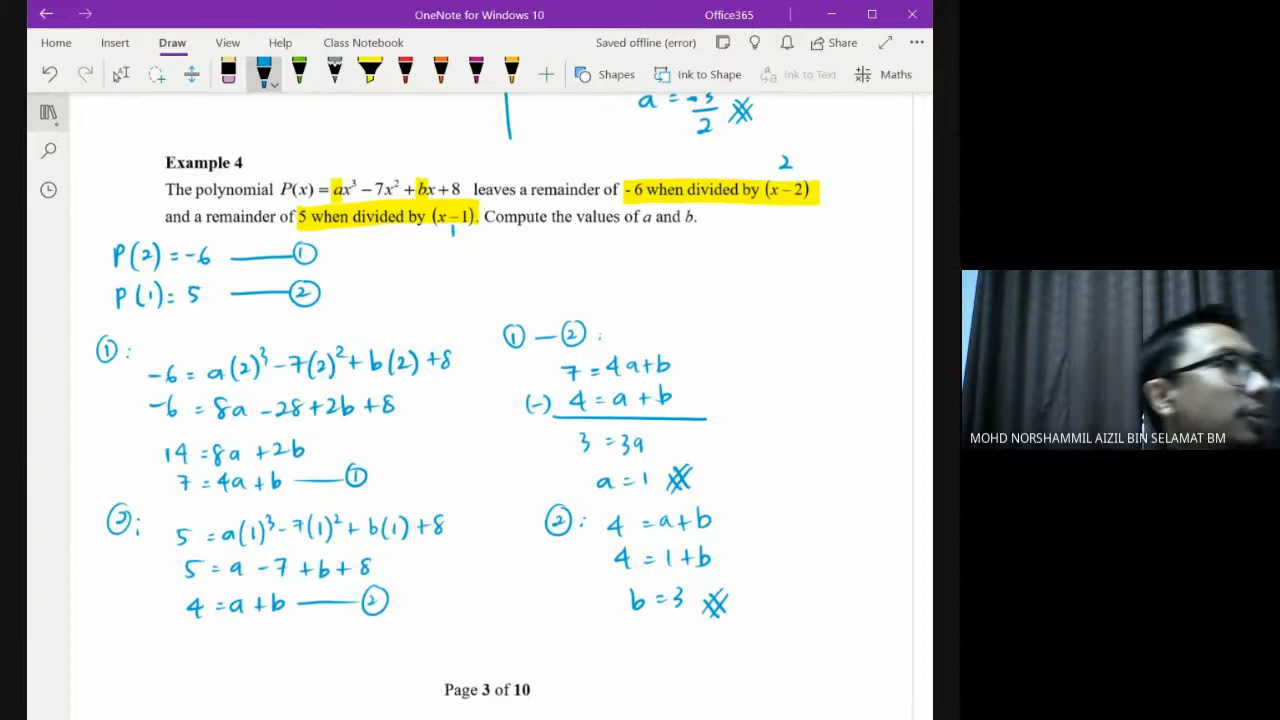 OneNote for Windows 10
Office365
Home Insert Draw View Help Class Notebook
Saved offline (error)
Share
Shapes
Ink to Shape
Ink to Text
Maths
a = -3/2
Example 4
2
The polynomial P(x) = ax³ − 7x² + bx + 8 leaves a remainder of - 6 when divided by (x − 2)
and a remainder of 5 when divided by (x − 1). Compute the values of a and b.
1
P(2) = -6 —— ①
P(1) = 5 —— ②
① :
-6 = a(2)³ - 7(2)² + b(2) + 8
-6 = 8a - 28 + 2b + 8
14 = 8a + 2b
7 = 4a + b —— ①
② :
5 = a(1)³ - 7(1)² + b(1) + 8
5 = a - 7 + b + 8
4 = a + b —— ②
① — ② :
7 = 4a + b
(-) 4 = a + b
3 = 3a
a = 1
② : 4 = a + b
4 = 1 + b
b = 3
Page 3 of 10
MOHD NORSHAMMIL AIZIL BIN SELAMAT BM